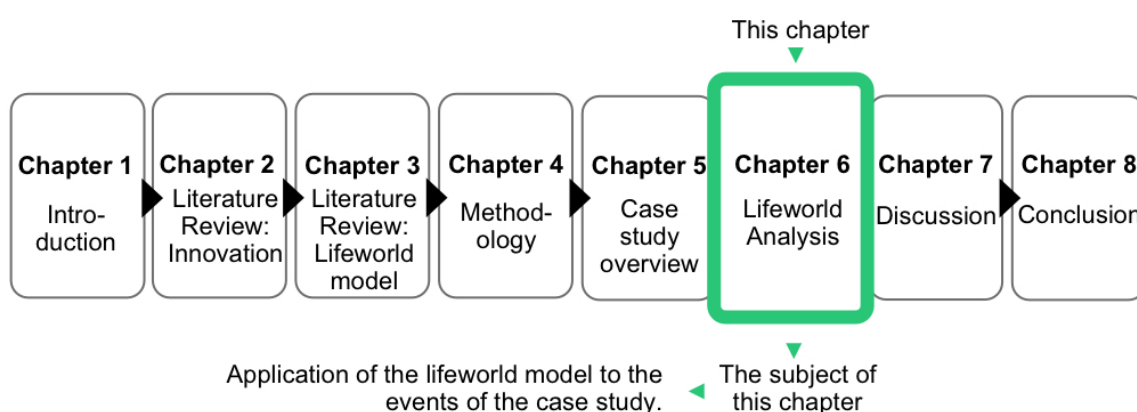 This chapter
Chapter 1
Intro-
duction
Chapter 2
Literature
Review:
Innovation
Chapter 3
Literature
Review:
Lifeworld
model
Chapter 4
Method-
ology
Chapter 5
Case
study
overview
Chapter 6
Lifeworld
Analysis
Chapter 7
Discussion
Chapter 8
Conclusion
Application of the lifeworld model to the
events of the case study.
The subject of
this chapter